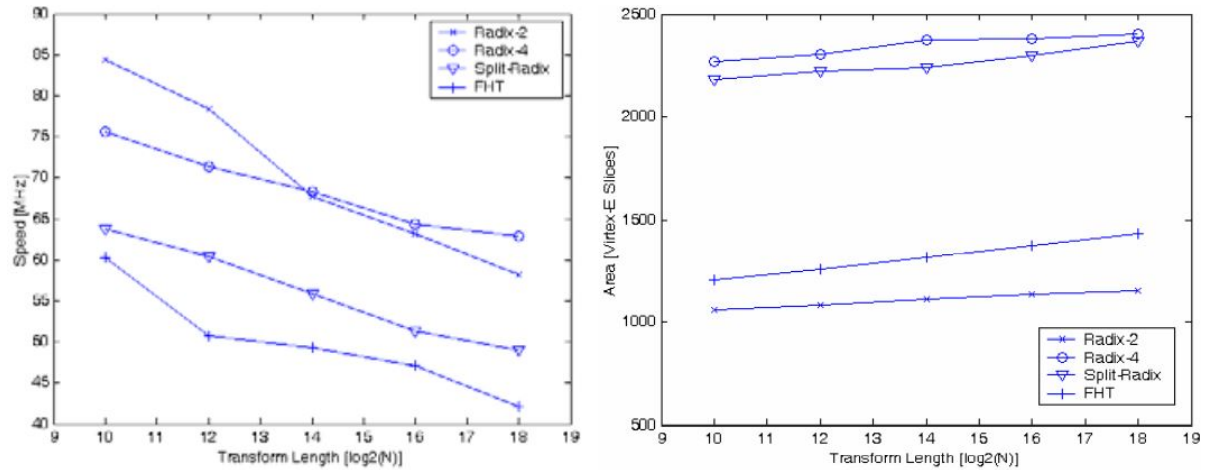 90
85
80
75
70
65
60
55
50
45
40
Speed [MHz]
9 10 11 12 13 14 15 16 17 18 19
Transform Length [log2(N)]
Radix-2
Radix-4
Split-Radix
FHT
2500
2000
1500
1000
500
Area [Virtex-E Slices]
9 10 11 12 13 14 15 16 17 18 19
Transform Length [log2(N)]
Radix-2
Radix-4
Split-Radix
FHT